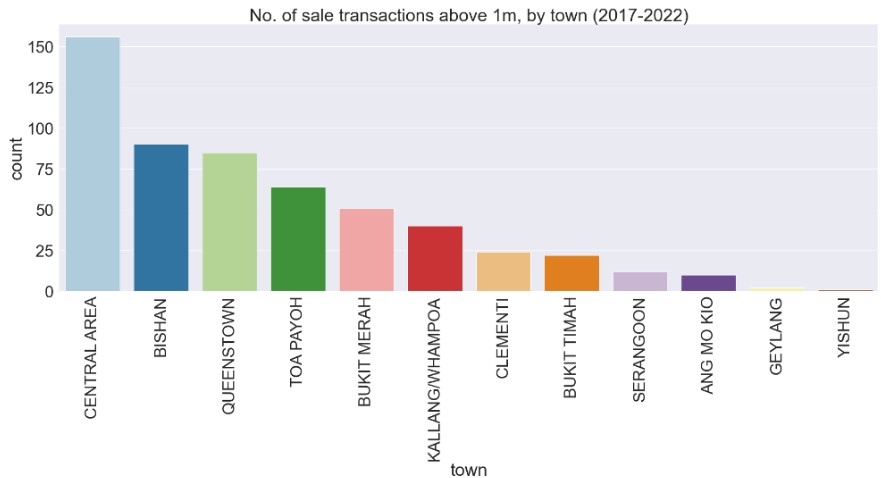 No. of sale transactions above 1m, by town (2017-2022)
150
125
100
75
50
25
0
count
CENTRAL AREA
BISHAN
QUEENSTOWN
TOA PAYOH
BUKIT MERAH
KALLANG/WHAMPOA
CLEMENTI
BUKIT TIMAH
SERANGOON
ANG MO KIO
GEYLANG
YISHUN
town